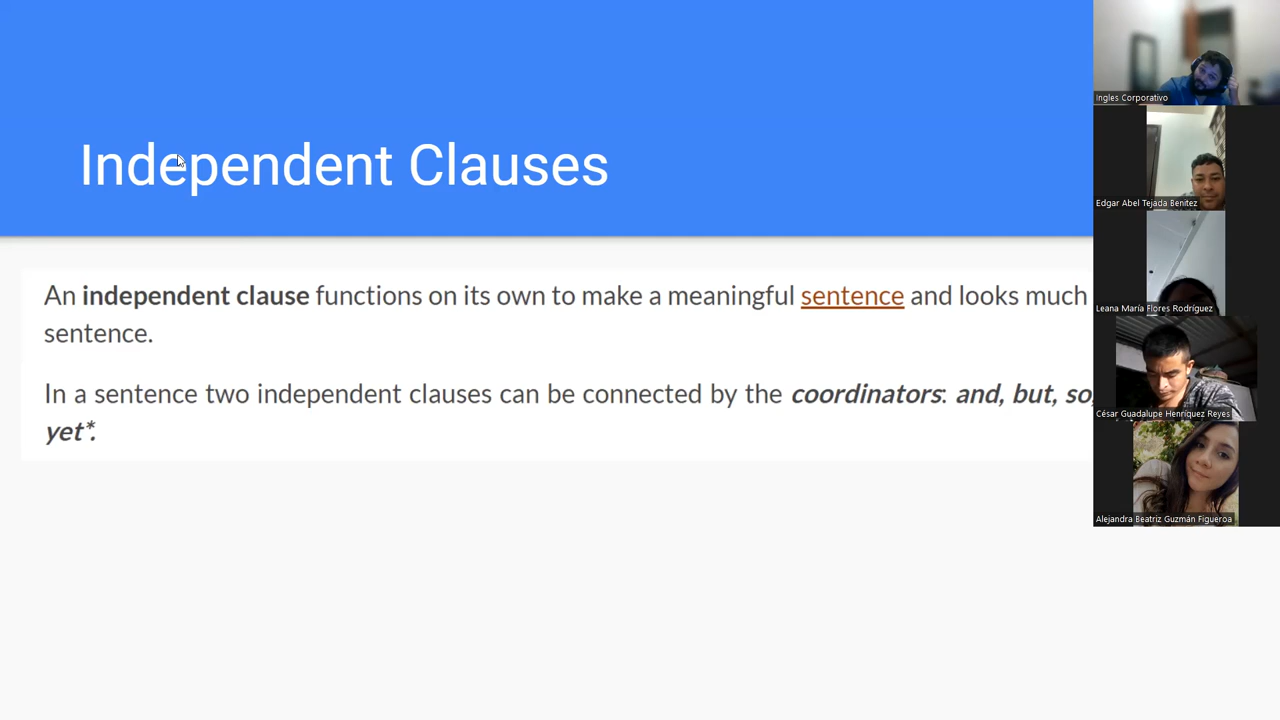 Independent Clauses
An independent clause functions on its own to make a meaningful sentence and looks much
sentence.
In a sentence two independent clauses can be connected by the coordinators: and, but, so,
yet*.
Ingles Corporativo
Edgar Abel Tejada Benitez
Leana María Flores Rodríguez
César Guadalupe Henríquez Reyes
Alejandra Beatriz Guzmán Figueroa